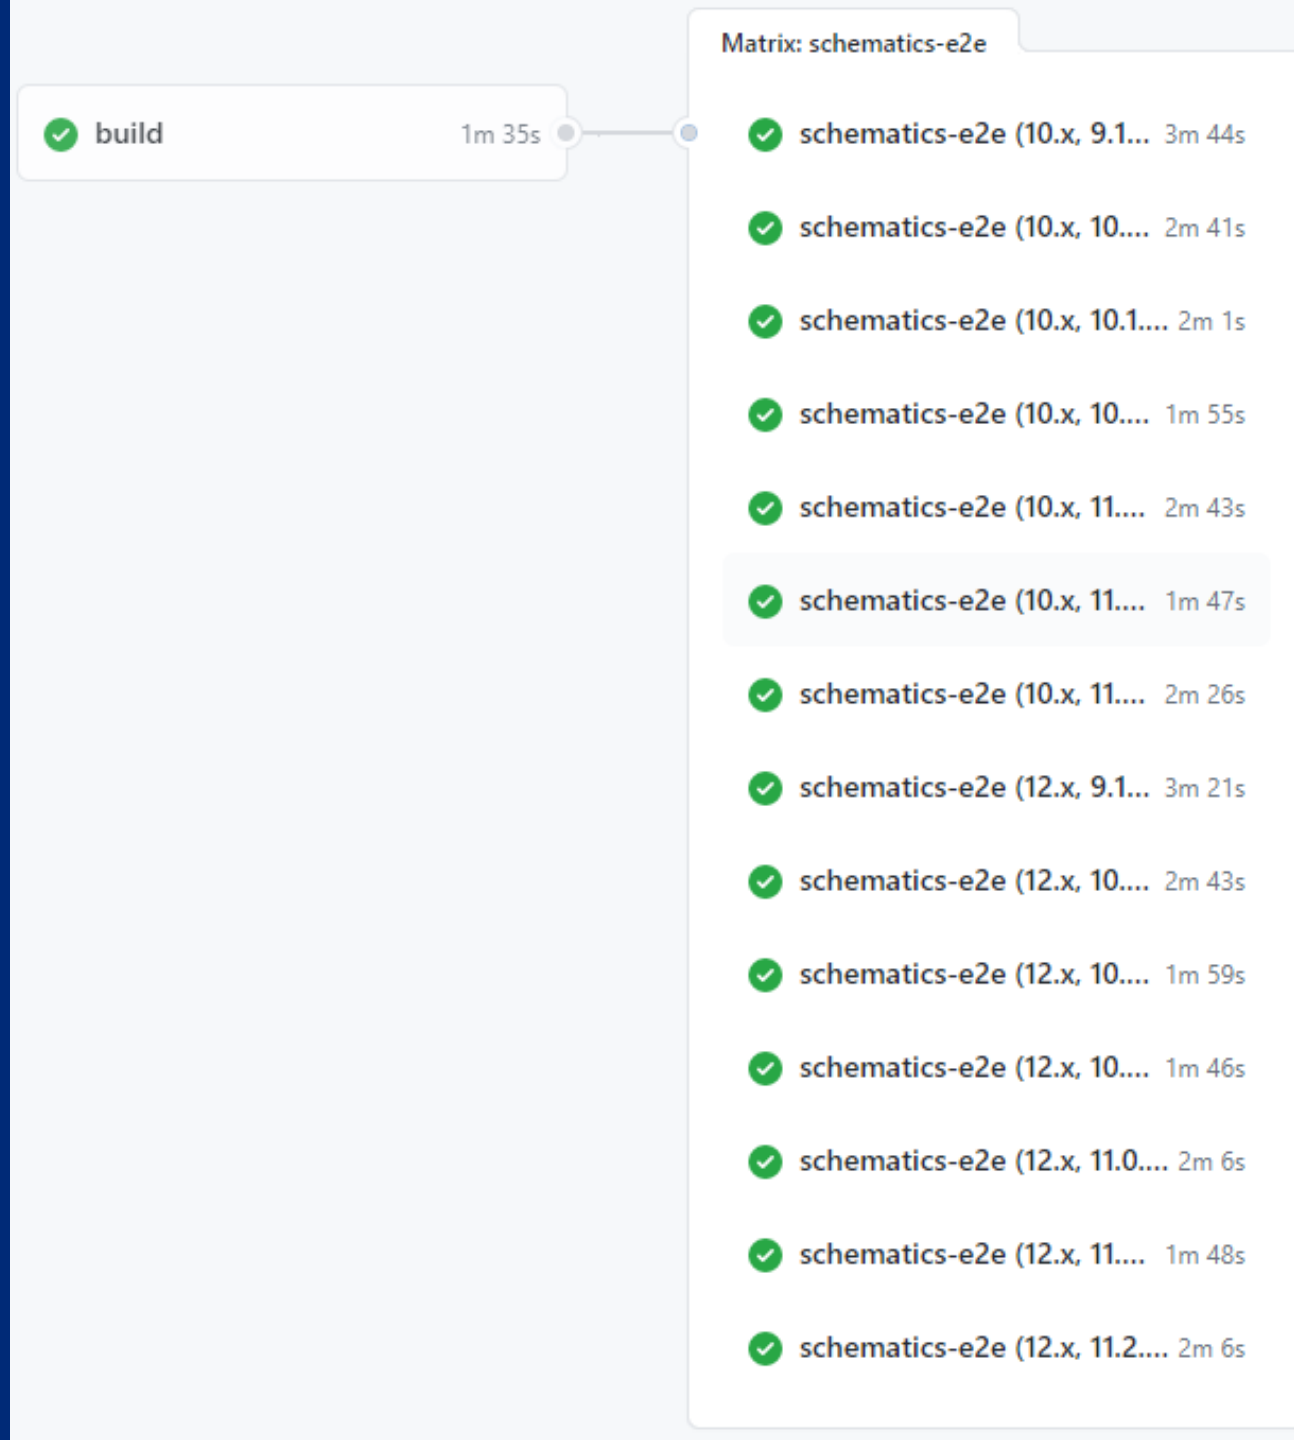 Matrix: schematics-e2e
build 1m 35s
schematics-e2e (10.x, 9.1... 3m 44s
schematics-e2e (10.x, 10.... 2m 41s
schematics-e2e (10.x, 10.1.... 2m 1s
schematics-e2e (10.x, 10.... 1m 55s
schematics-e2e (10.x, 11.... 2m 43s
schematics-e2e (10.x, 11.... 1m 47s
schematics-e2e (10.x, 11.... 2m 26s
schematics-e2e (12.x, 9.1... 3m 21s
schematics-e2e (12.x, 10.... 2m 43s
schematics-e2e (12.x, 10.... 1m 59s
schematics-e2e (12.x, 10.... 1m 46s
schematics-e2e (12.x, 11.0.... 2m 6s
schematics-e2e (12.x, 11.... 1m 48s
schematics-e2e (12.x, 11.2.... 2m 6s